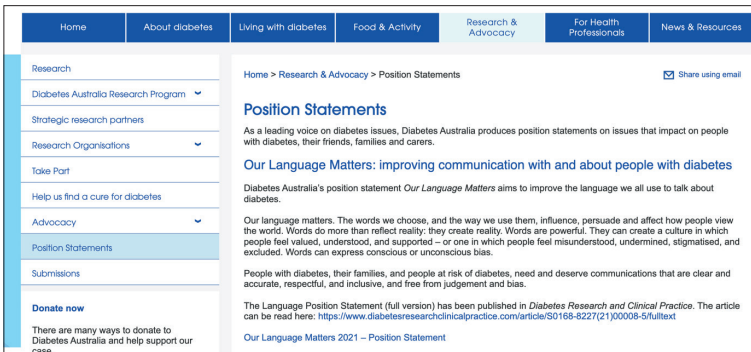 Home
About diabetes
Living with diabetes
Food & Activity
Research &
Advocacy
For Health
Professionals
News & Resources
Research
Diabetes Australia Research Program
Strategic research partners
Research Organisations
Take Part
Help us find a cure for diabetes
Advocacy
Position Statements
Submissions
Donate now
There are many ways to donate to
Diabetes Australia and help support our
case
Home > Research & Advocacy > Position Statements
Share using email
Position Statements
As a leading voice on diabetes issues, Diabetes Australia produces position statements on issues that impact on people
with diabetes, their friends, families and carers.
Our Language Matters: improving communication with and about people with diabetes
Diabetes Australia's position statement Our Language Matters aims to improve the language we all use to talk about
diabetes.
Our language matters. The words we choose, and the way we use them, influence, persuade and affect how people view
the world. Words do more than reflect reality: they create reality. Words are powerful. They can create a culture in which
people feel valued, understood, and supported – or one in which people feel misunderstood, undermined, stigmatised, and
excluded. Words can express conscious or unconscious bias.
People with diabetes, their families, and people at risk of diabetes, need and deserve communications that are clear and
accurate, respectful, and inclusive, and free from judgement and bias.
The Language Position Statement (full version) has been published in Diabetes Research and Clinical Practice. The article
can be read here: https://www.diabetesresearchclinicalpractice.com/article/S0168-8227(21)00008-5/fulltext
Our Language Matters 2021 – Position Statement